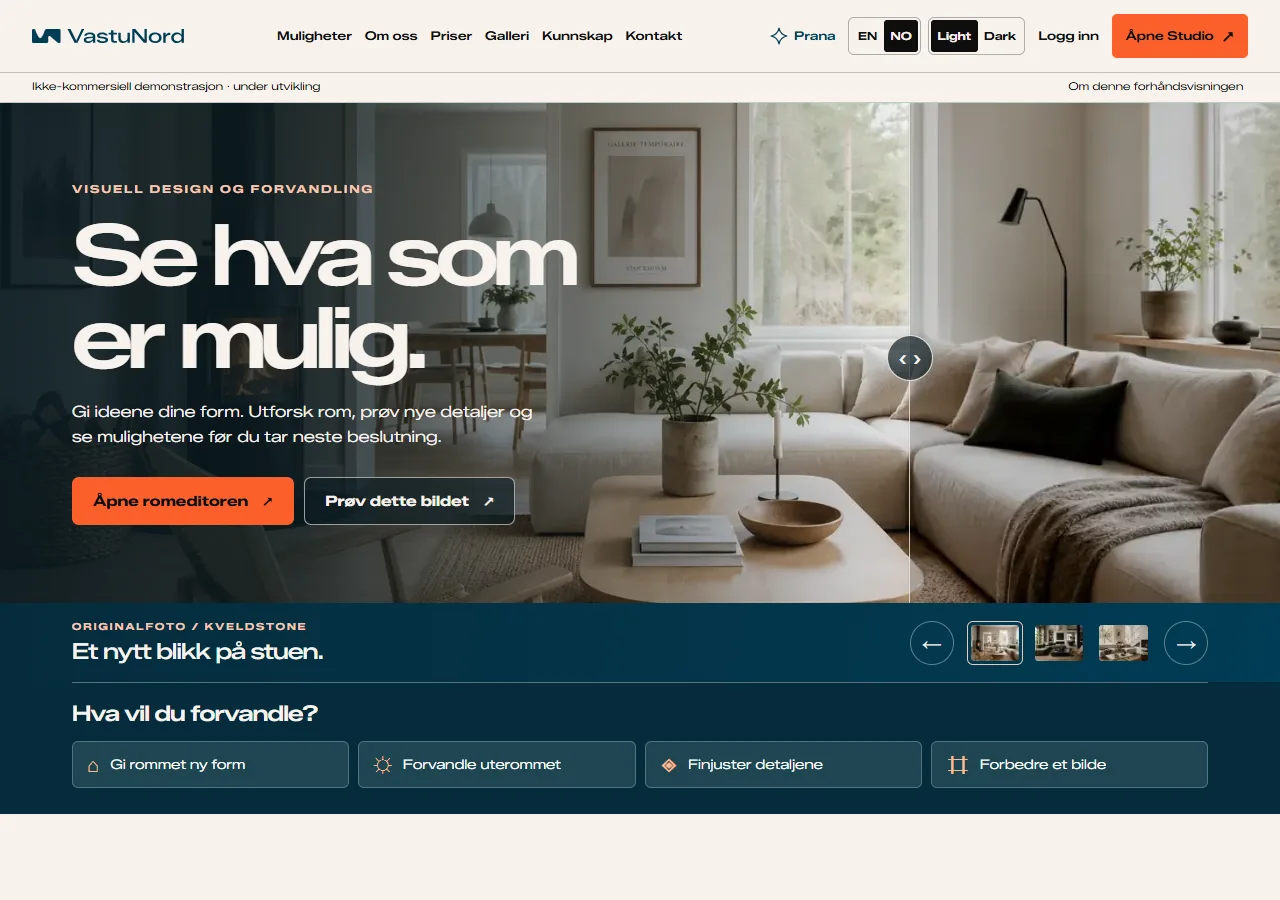 VastuNord
Muligheter Om oss Priser Galleri Kunnskap Kontakt
Prana
EN NO
Light Dark
Logg inn
Åpne Studio ↗
Ikke-kommersiell demonstrasjon · under utvikling
Om denne forhåndsvisningen
VISUELL DESIGN OG FORVANDLING
Se hva som
er mulig.
Gi ideene dine form. Utforsk rom, prøv nye detaljer og
se mulighetene før du tar neste beslutning.
Åpne romeditoren ↗
Prøv dette bildet ↗
ORIGINALFOTO / KVELDSTONE
Et nytt blikk på stuen.
Hva vil du forvandle?
Gi rommet ny form
Forvandle uterommet
Finjuster detaljene
Forbedre et bilde